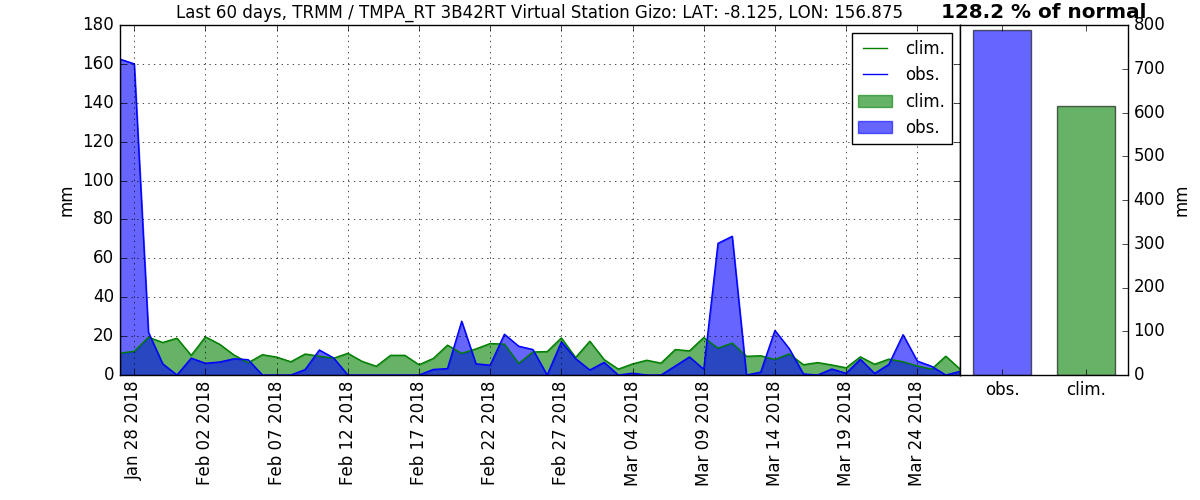 Last 60 days, TRMM / TMPA_RT 3B42RT Virtual Station Gizo: LAT: -8.125, LON: 156.875
128.2 % of normal
180
160
140
120
100
80
60
40
20
0
mm
clim.
obs.
clim.
obs.
800
700
600
500
400
300
200
100
0
mm
obs.
clim.
Jan 28 2018
Feb 02 2018
Feb 07 2018
Feb 12 2018
Feb 17 2018
Feb 22 2018
Feb 27 2018
Mar 04 2018
Mar 09 2018
Mar 14 2018
Mar 19 2018
Mar 24 2018